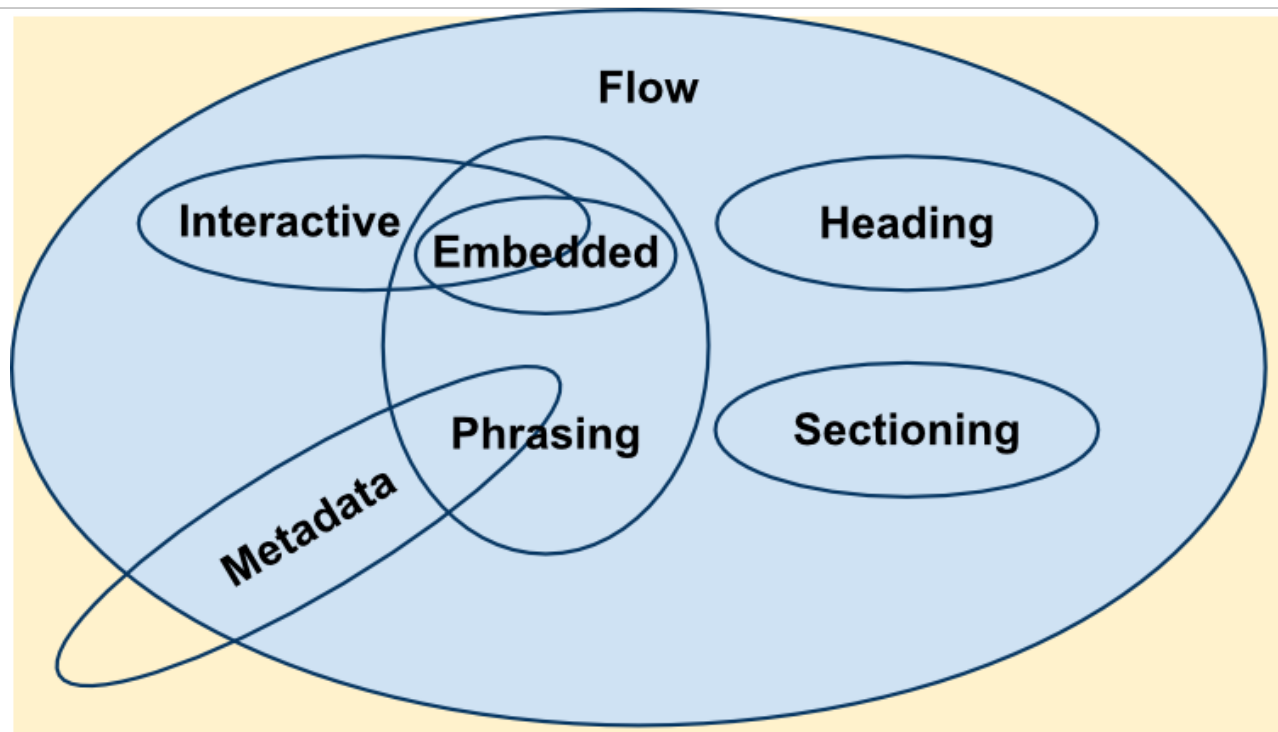 Flow
Interactive
Embedded
Heading
Phrasing
Sectioning
Metadata